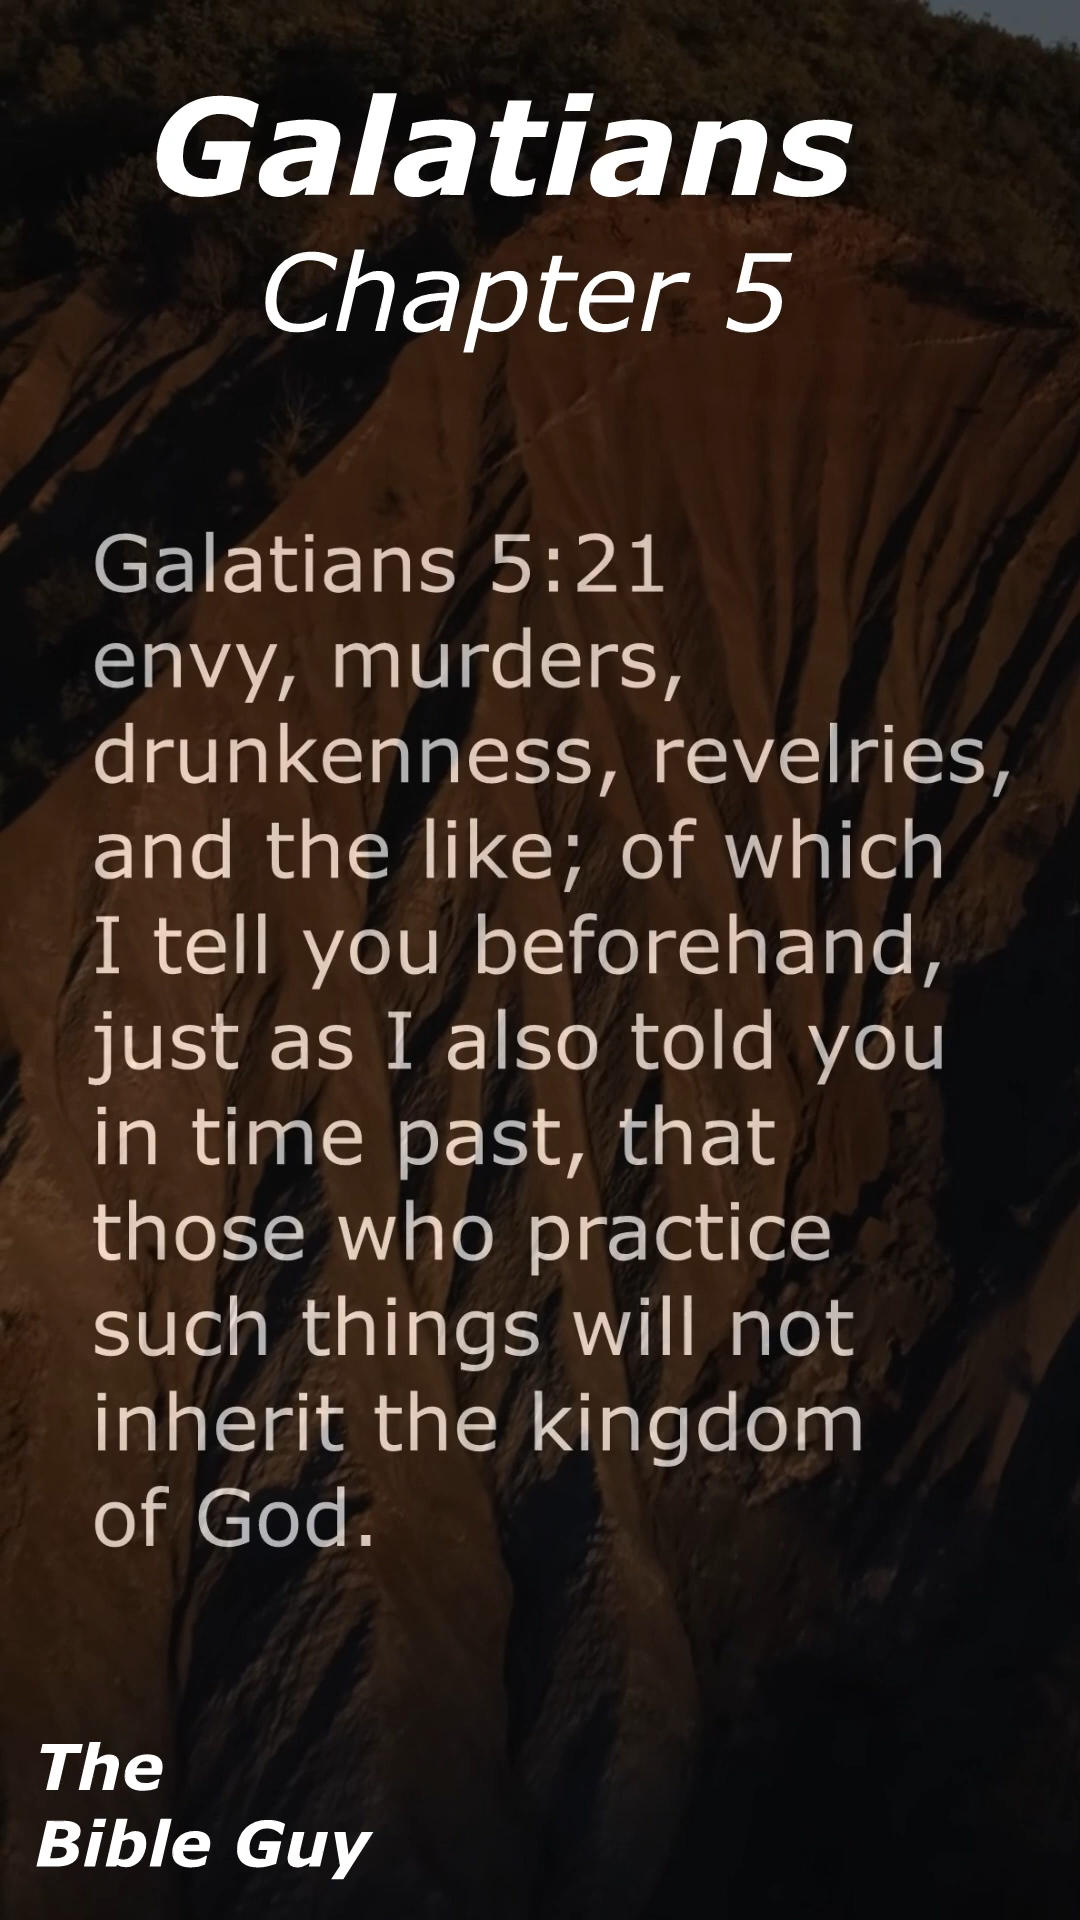 Galatians
Chapter 5
Galatians 5:21
envy, murders,
drunkenness, revelries,
and the like; of which
I tell you beforehand,
just as I also told you
in time past, that
those who practice
such things will not
inherit the kingdom
of God.
The
Bible Guy